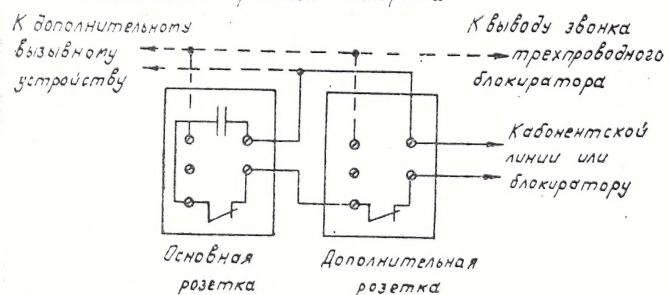 К дополнительному
вызывному
устройству
К выводу звонка
трехпроводного
блокиратора
К абонентской
линии или
блокиратору
Основная
розетка
Дополнительная
розетка